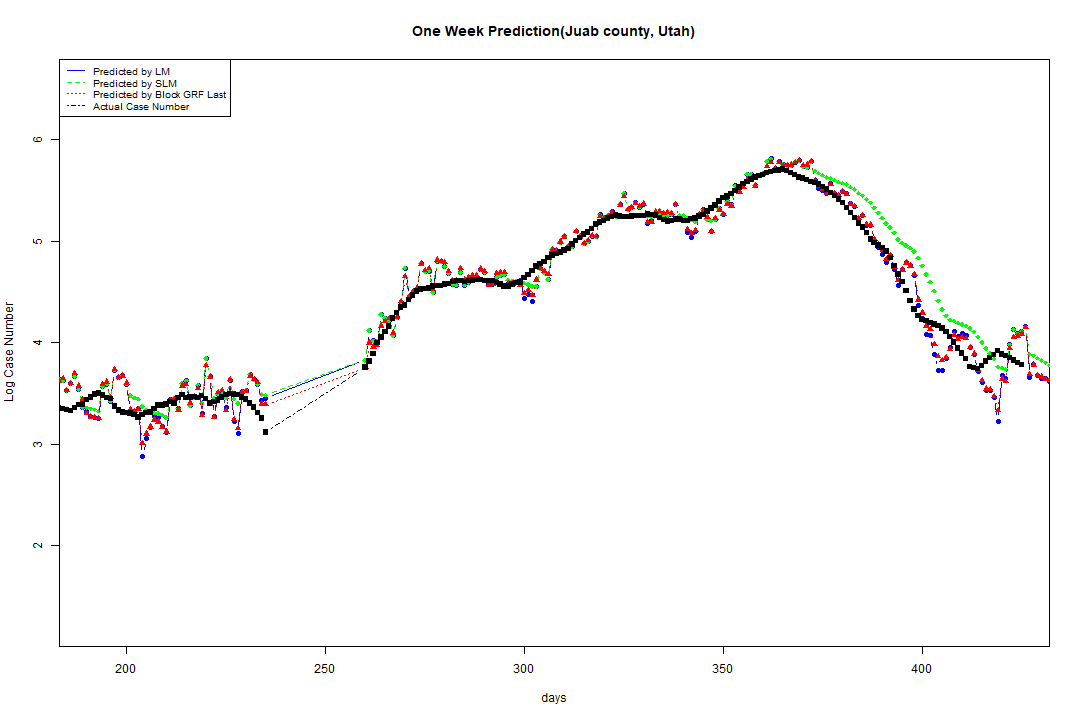 One Week Prediction(Juab county, Utah)
Predicted by LM
Predicted by SLM
Predicted by Block GRF Last
Actual Case Number
6
5
4
3
2
Log Case Number
200
250
300
350
400
days